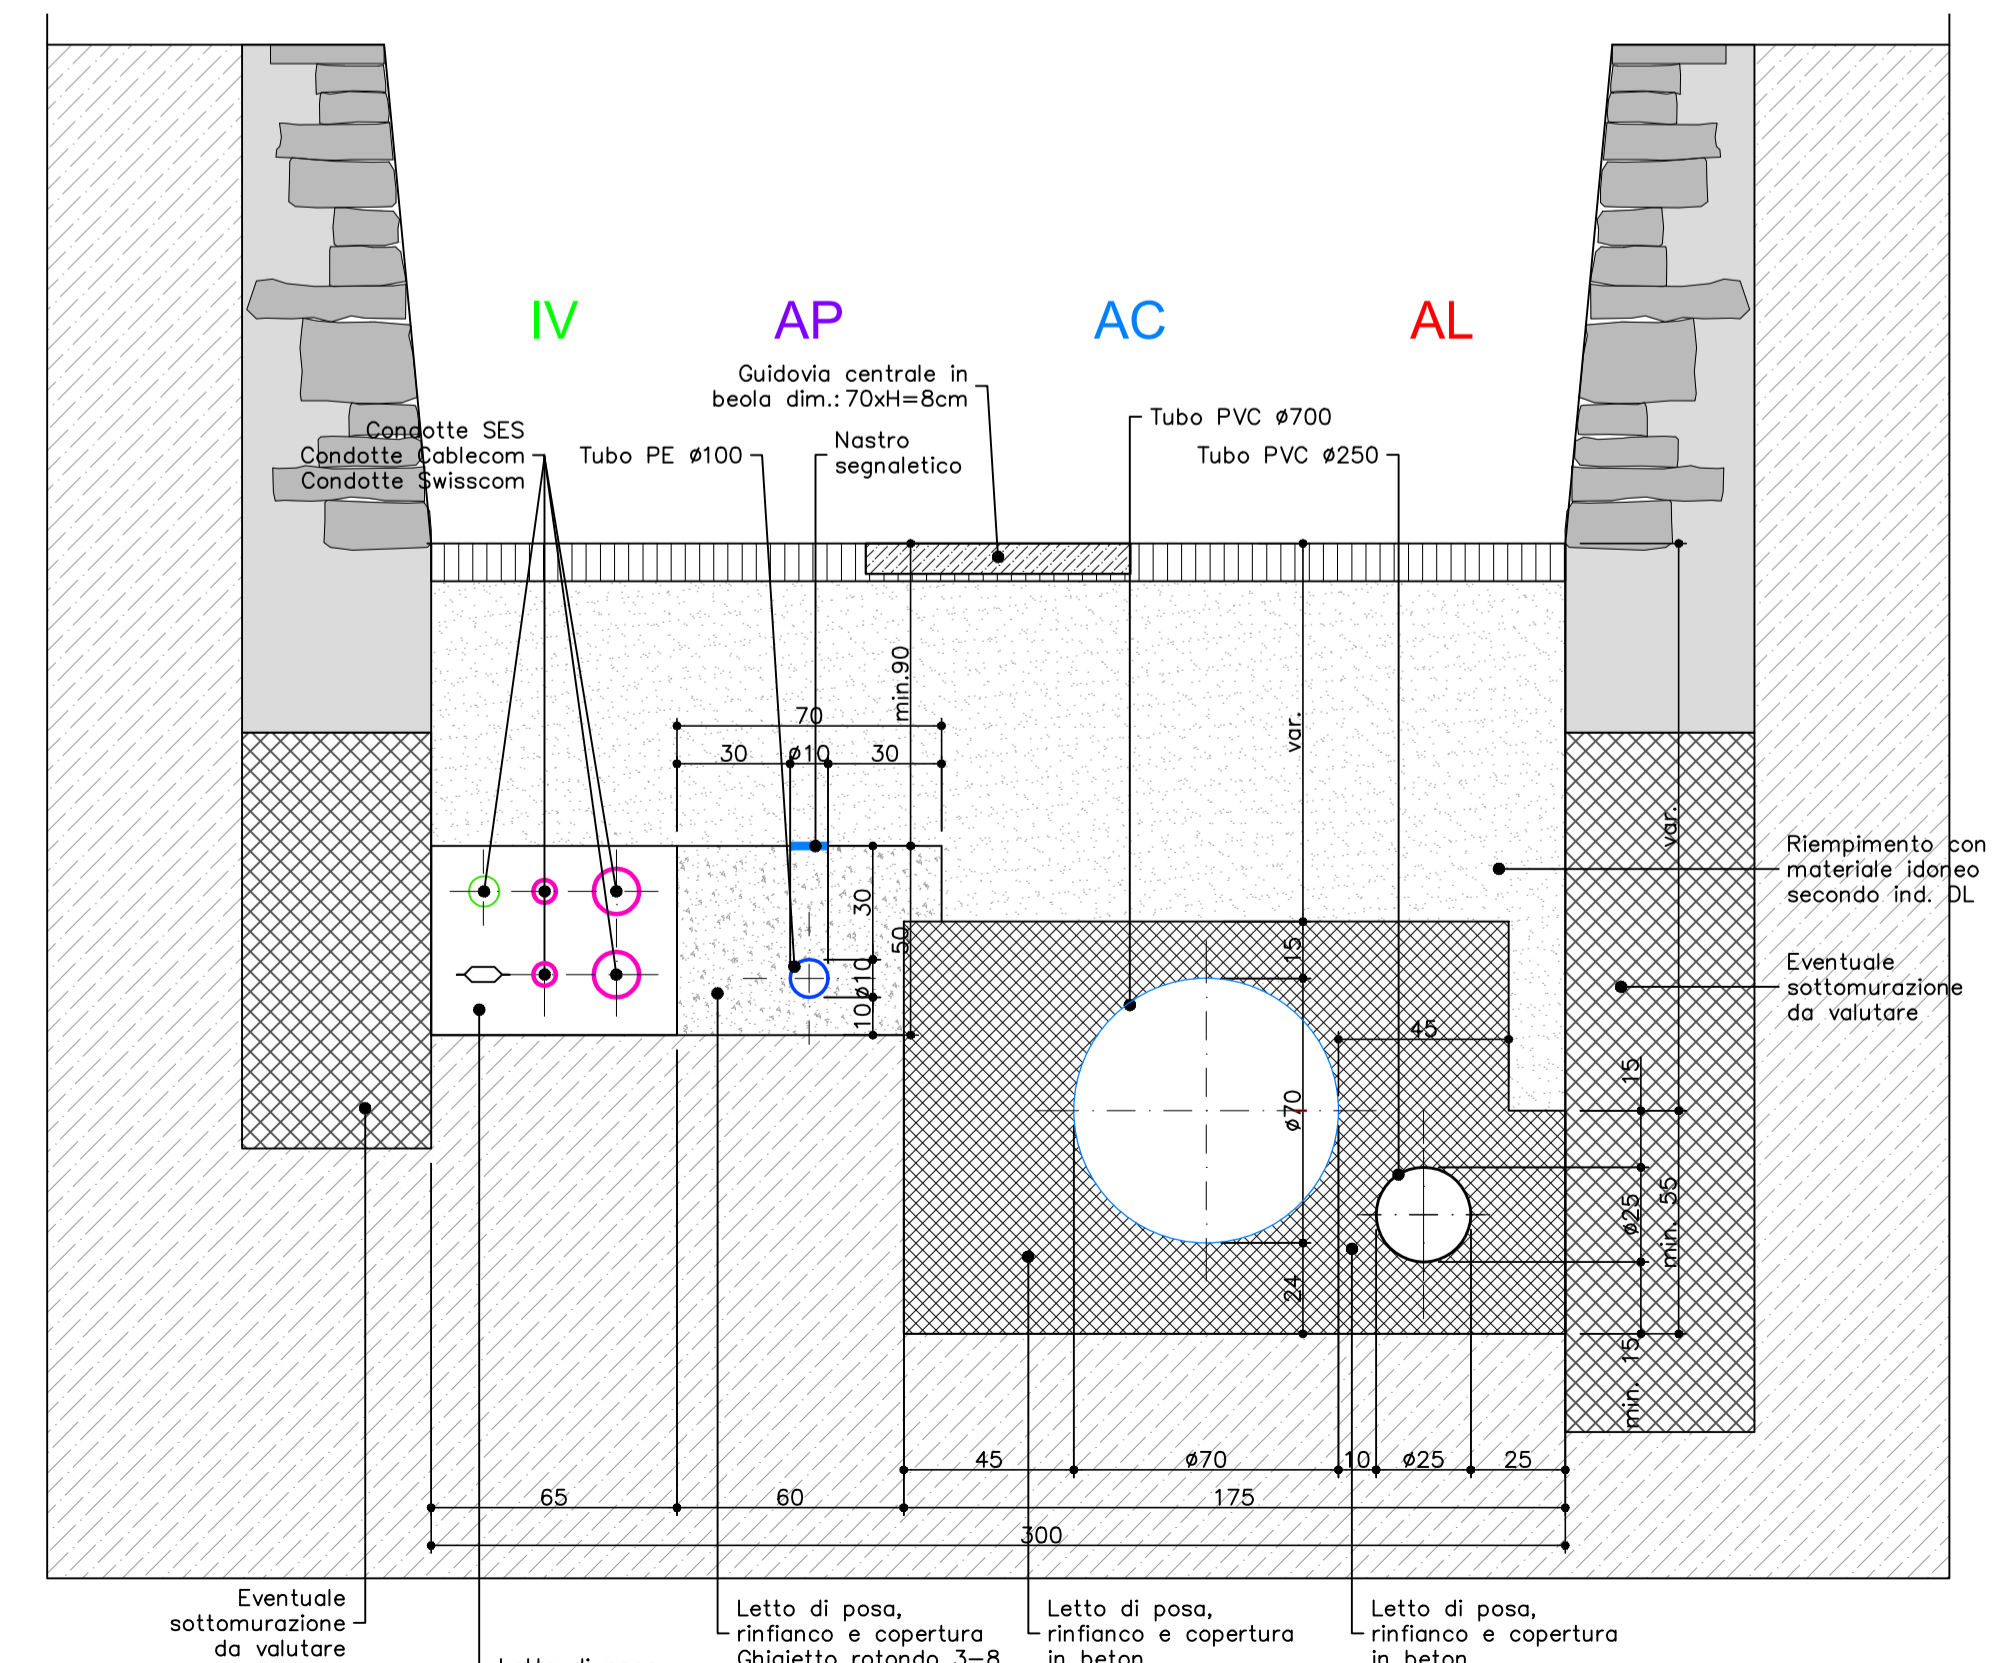 IV
AP
AC
AL
Guidovia centrale in
beola dim.: 70xH=8cm
Condotte SES
Condotte Cablecom
Condotte Swisscom
Tubo PE ø100
Nastro
segnaletico
Tubo PVC ø700
Tubo PVC ø250
min.90
70
30
ø10
30
var.
var.
30
50
ø10
10
15
45
ø70
24
Riempimento con
materiale idoneo
secondo ind. DL
Eventuale
sottomurazione
da valutare
15
ø25
min. 55
min. 15
45
ø70
10
ø25
25
65
60
175
300
Eventuale
sottomurazione
da valutare
Letto di posa,
rinfianco e copertura
Ghiaietto rotondo 3–8
Letto di posa,
rinfianco e copertura
in beton
Letto di posa,
rinfianco e copertura
in beton